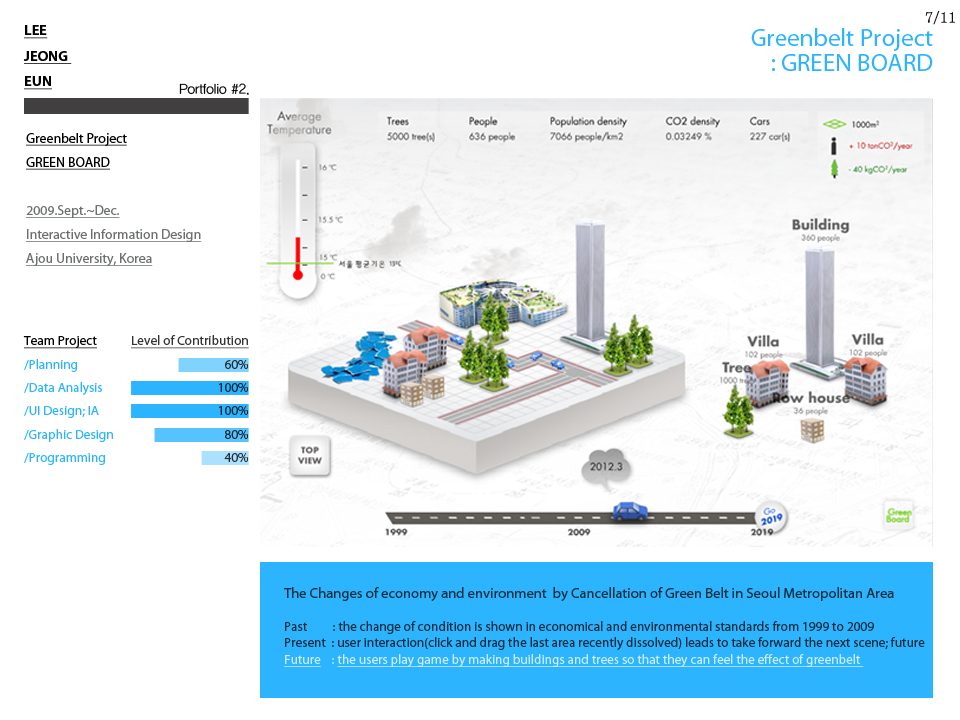 7/11
LEE
JEONG
EUN
Portfolio #2.
Greenbelt Project
: GREEN BOARD
Greenbelt Project
GREEN BOARD
2009.Sept.~Dec.
Interactive Information Design
Ajou University, Korea
Team Project Level of Contribution
/Planning 60%
/Data Analysis 100%
/UI Design; IA 100%
/Graphic Design 80%
/Programming 40%
Average
Temperature
16 ℃
15.5 ℃
15 ℃
서울 평균기온 13℃
0 ℃
Trees
5000 tree(s)
People
636 people
Population density
7066 people/km2
CO2 density
0.03249 %
Cars
227 car(s)
1000m²
+ 10 tonCO²/year
- 40 kgCO²/year
Building
360 people
Villa
102 people
Villa
102 people
Tree
1000 tree
Row house
36 people
TOP
VIEW
2012.3
Go
2019
1999
2009
2019
Green
Board
The Changes of economy and environment by Cancellation of Green Belt in Seoul Metropolitan Area
Past : the change of condition is shown in economical and environmental standards from 1999 to 2009
Present : user interaction(click and drag the last area recently dissolved) leads to take forward the next scene; future
Future : the users play game by making buildings and trees so that they can feel the effect of greenbelt